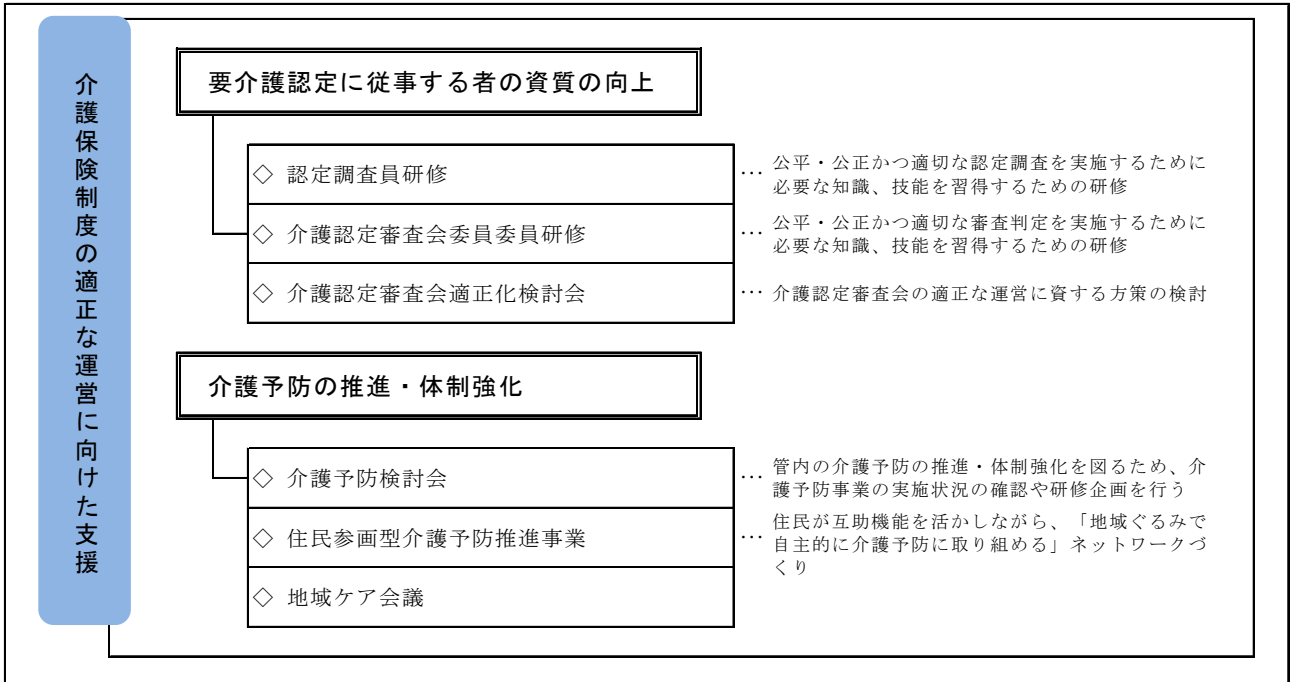 介護保険制度の適正な運営に向けた支援
要介護認定に従事する者の資質の向上
◇ 認定調査員研修
… 公平・公正かつ適切な認定調査を実施するために
必要な知識、技能を習得するための研修
◇ 介護認定審査会委員委員研修
… 公平・公正かつ適切な審査判定を実施するために
必要な知識、技能を習得するための研修
◇ 介護認定審査会適正化検討会
… 介護認定審査会の適正な運営に資する方策の検討
介護予防の推進・体制強化
◇ 介護予防検討会
… 管内の介護予防の推進・体制強化を図るため、介
護予防事業の実施状況の確認や研修企画を行う
◇ 住民参画型介護予防推進事業
… 住民が互助機能を活かしながら、「地域ぐるみで
自主的に介護予防に取り組める」ネットワークづ
くり
◇ 地域ケア会議